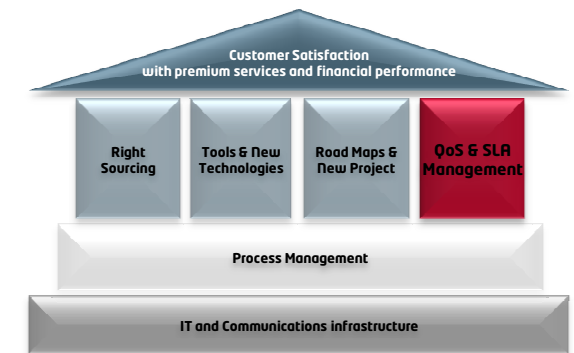 Customer Satisfaction
with premium services and financial performance
Right
Sourcing
Tools & New
Technologies
Road Maps &
New Project
QoS & SLA
Management
Process Management
IT and Communications infrastructure